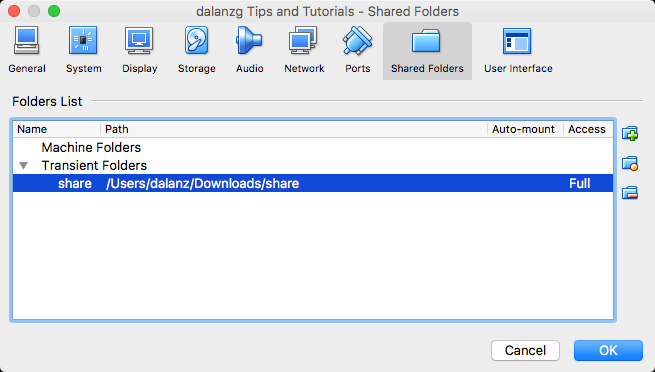 dalanzg Tips and Tutorials - Shared Folders
General System Display Storage Audio Network Ports Shared Folders User Interface
Folders List
Name Path Auto-mount Access
Machine Folders
Transient Folders
share /Users/dalanz/Downloads/share Full
Cancel OK